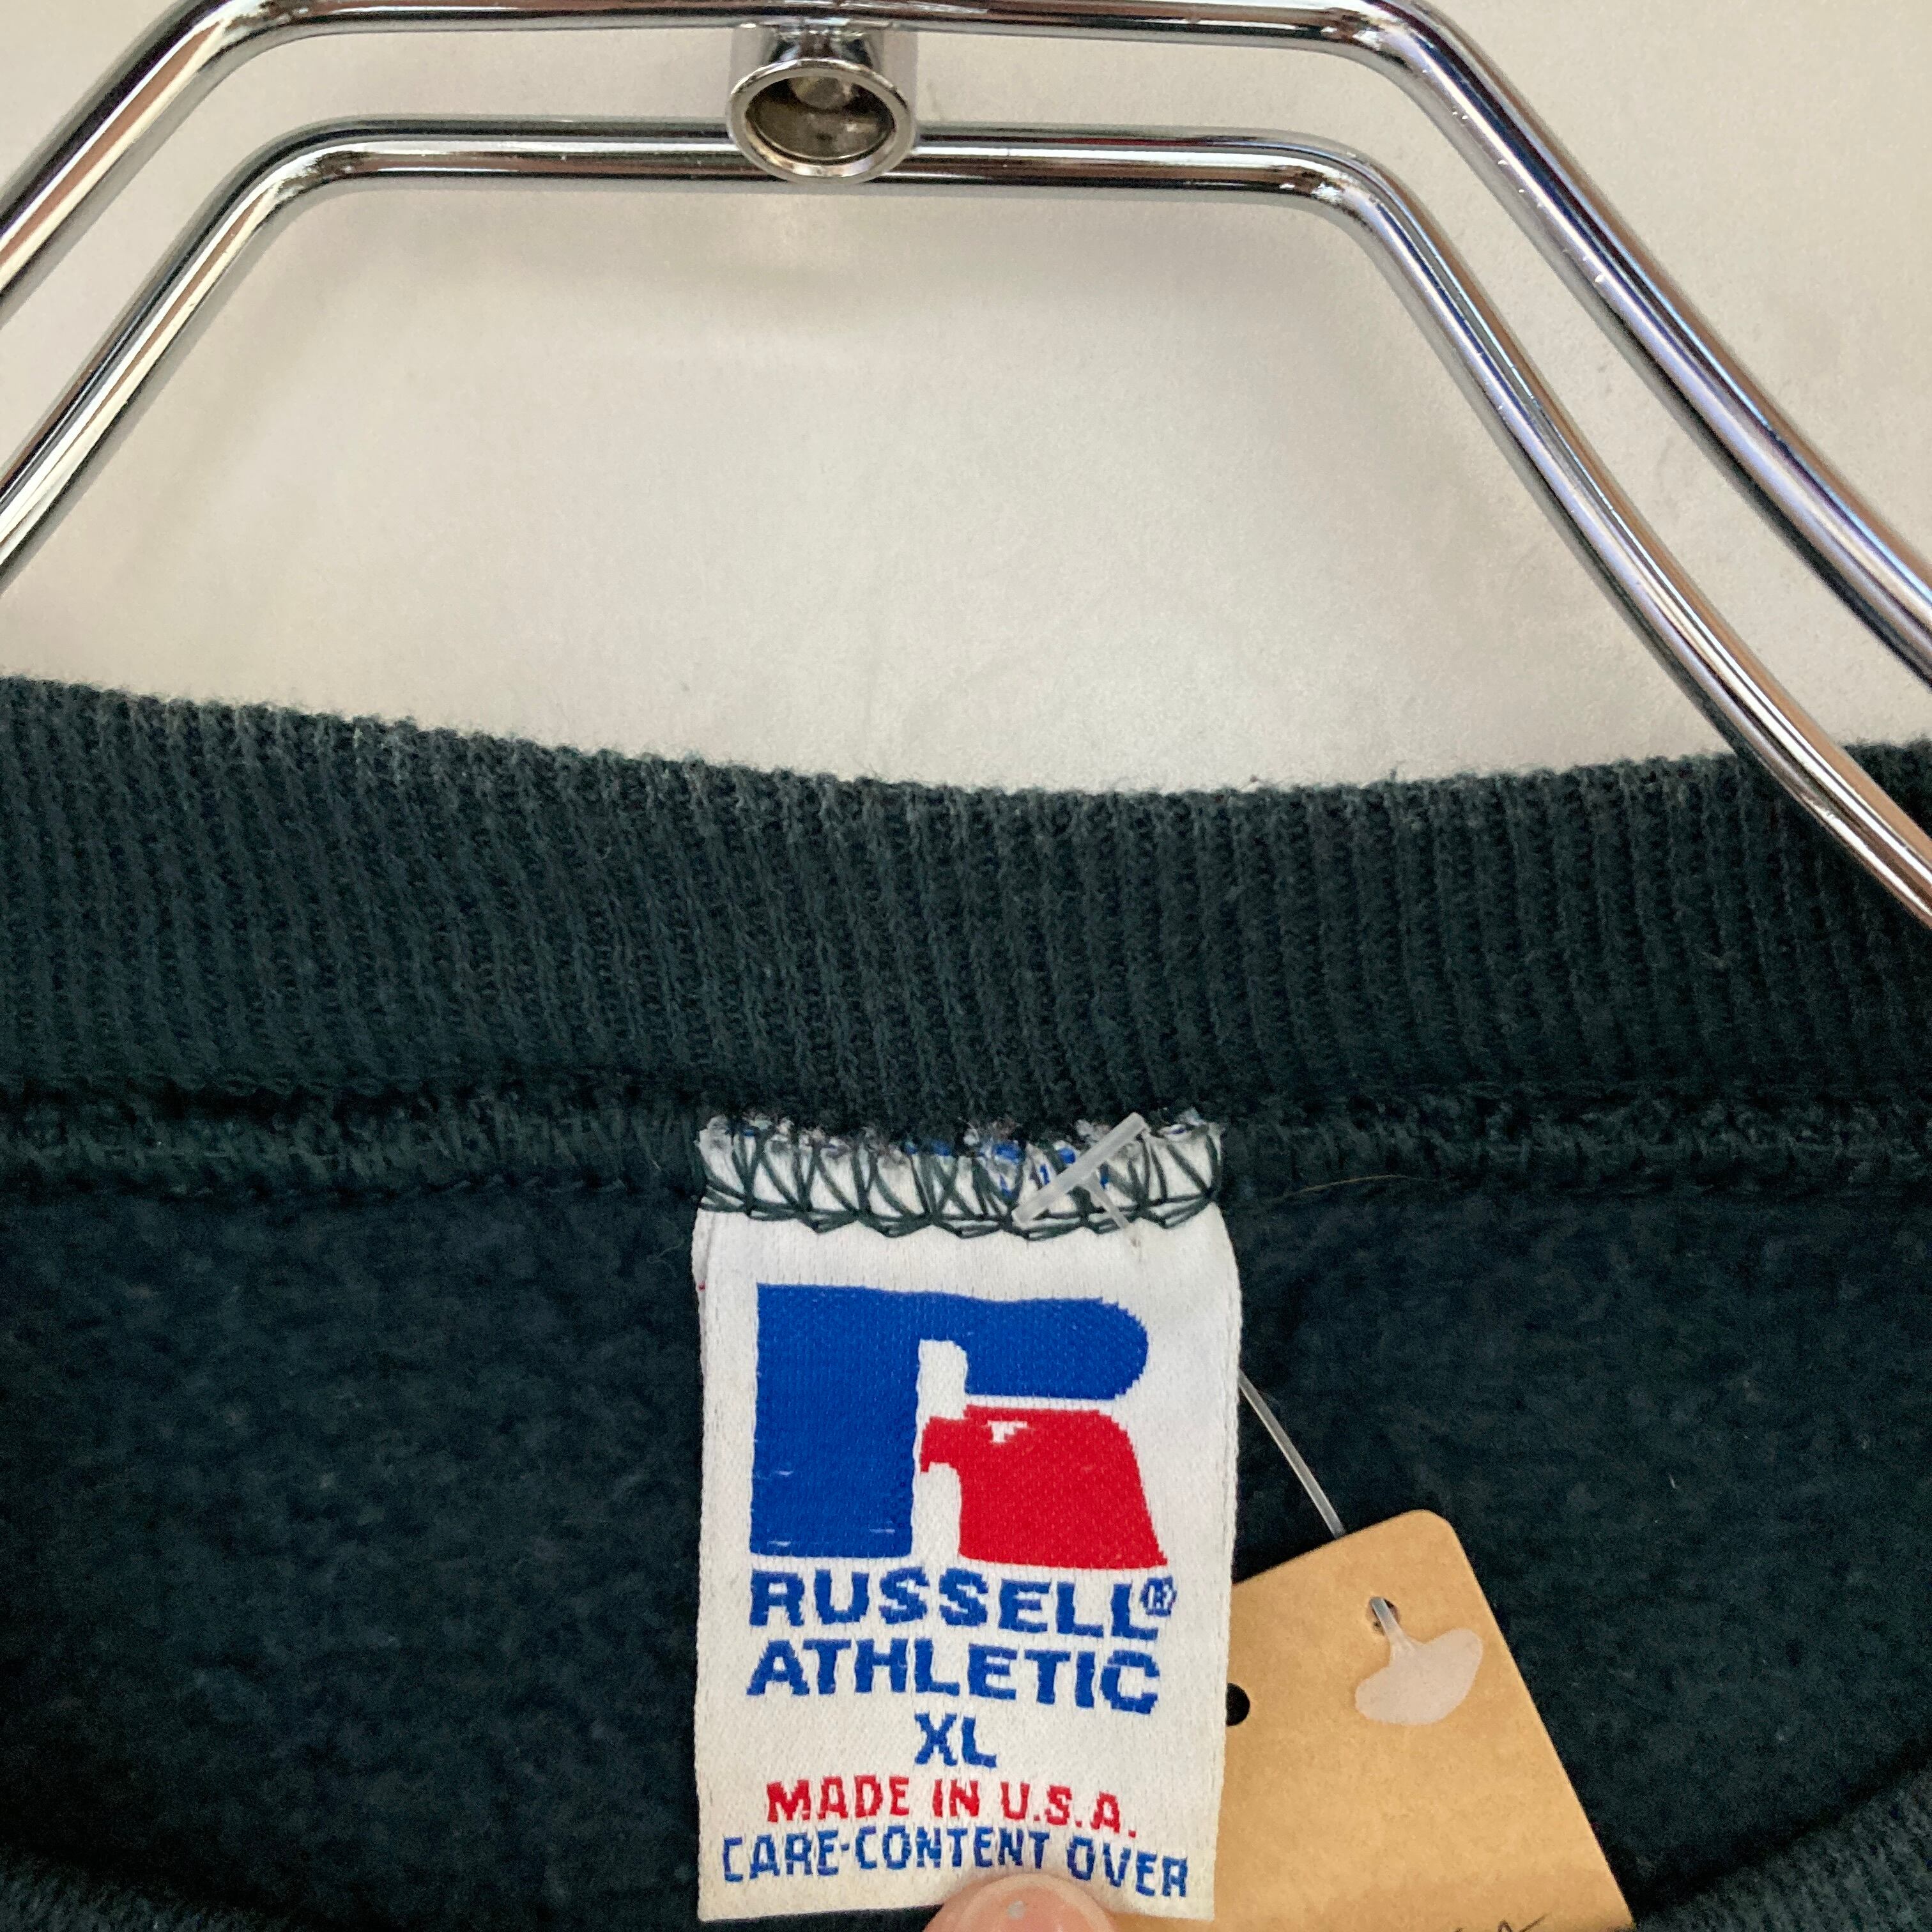 RUSSELL®
ATHLETIC
XL
MADE IN U.S.A.
CARE-CONTENT OVER